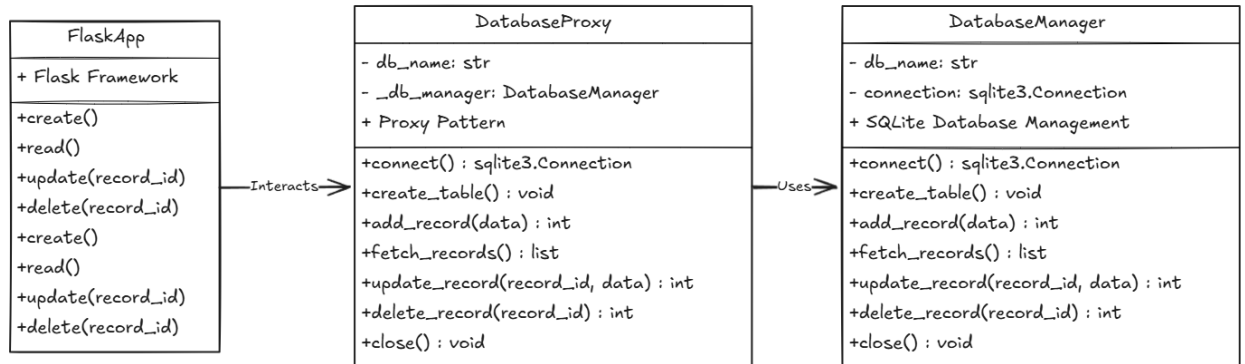 FlaskApp
+ Flask Framework
+create()
+read()
+update(record_id)
+delete(record_id)
+create()
+read()
+update(record_id)
+delete(record_id)
Interacts
DatabaseProxy
- db_name: str
- _db_manager: DatabaseManager
+ Proxy Pattern
+connect() : sqlite3.Connection
+create_table() : void
+add_record(data) : int
+fetch_records() : list
+update_record(record_id, data) : int
+delete_record(record_id) : int
+close() : void
Uses
DatabaseManager
- db_name: str
- connection: sqlite3.Connection
+ SQLite Database Management
+connect() : sqlite3.Connection
+create_table() : void
+add_record(data) : int
+fetch_records() : list
+update_record(record_id, data) : int
+delete_record(record_id) : int
+close() : void